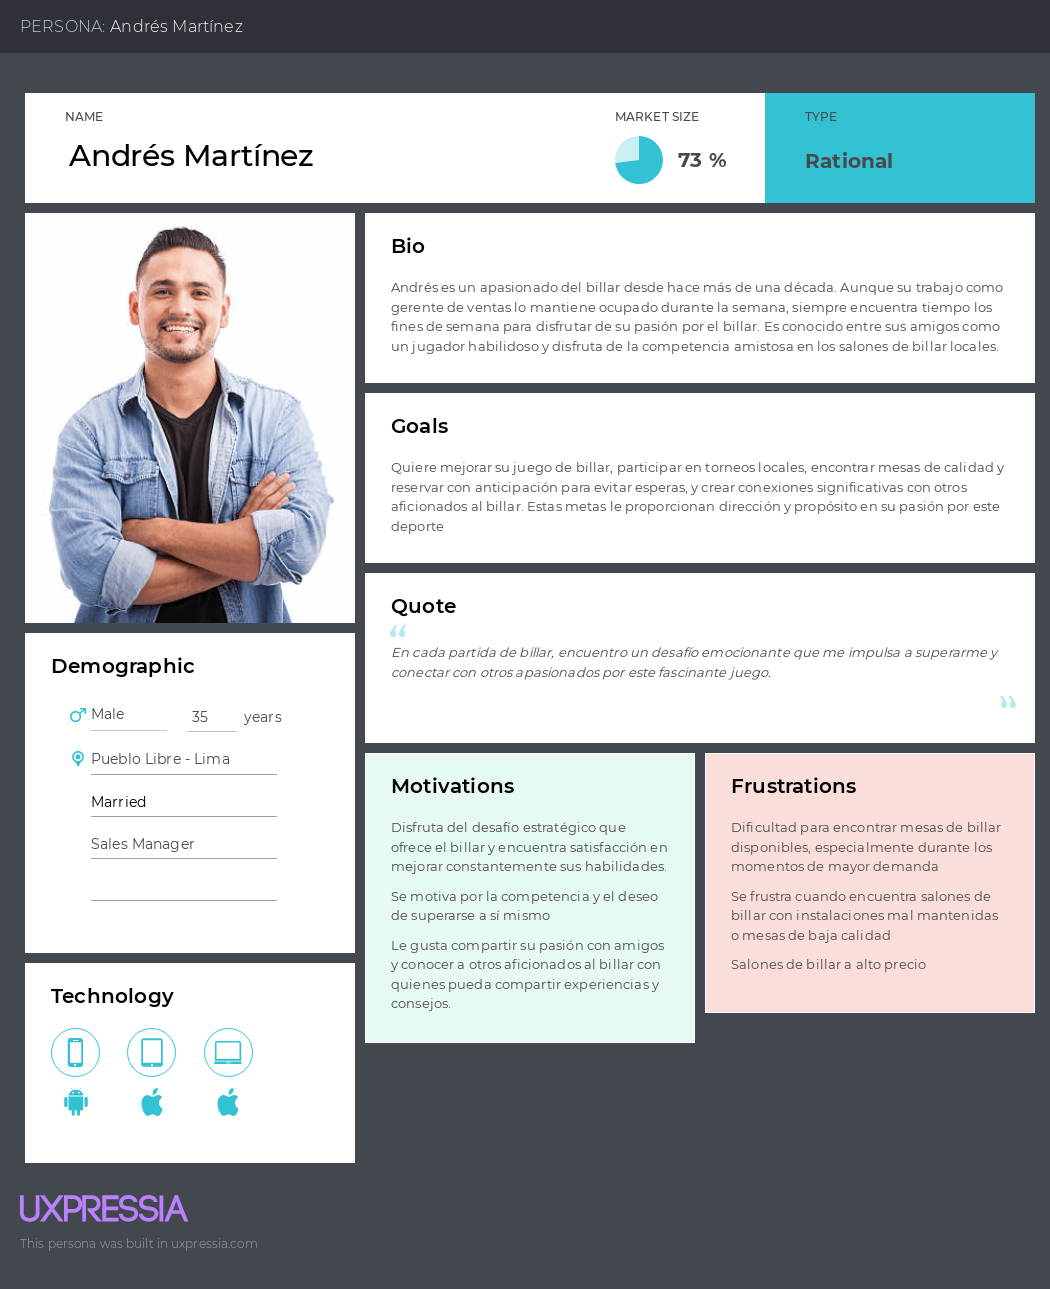 PERSONA: Andrés Martínez
NAME
Andrés Martínez
MARKET SIZE
73 %
TYPE
Rational
Bio
Andrés es un apasionado del billar desde hace más de una década. Aunque su trabajo como
gerente de ventas lo mantiene ocupado durante la semana, siempre encuentra tiempo los
fines de semana para disfrutar de su pasión por el billar. Es conocido entre sus amigos como
un jugador habilidoso y disfruta de la competencia amistosa en los salones de billar locales.
Goals
Quiere mejorar su juego de billar, participar en torneos locales, encontrar mesas de calidad y
reservar con anticipación para evitar esperas, y crear conexiones significativas con otros
aficionados al billar. Estas metas le proporcionan dirección y propósito en su pasión por este
deporte
Quote
“
En cada partida de billar, encuentro un desafío emocionante que me impulsa a superarme y
conectar con otros apasionados por este fascinante juego.
”
Demographic
Male 35 years
Pueblo Libre - Lima
Married
Sales Manager
Technology
Motivations
Disfruta del desafío estratégico que
ofrece el billar y encuentra satisfacción en
mejorar constantemente sus habilidades.
Se motiva por la competencia y el deseo
de superarse a sí mismo
Le gusta compartir su pasión con amigos
y conocer a otros aficionados al billar con
quienes pueda compartir experiencias y
consejos.
Frustrations
Dificultad para encontrar mesas de billar
disponibles, especialmente durante los
momentos de mayor demanda
Se frustra cuando encuentra salones de
billar con instalaciones mal mantenidas
o mesas de baja calidad
Salones de billar a alto precio
UXPRESSIA
This persona was built in uxpressia.com